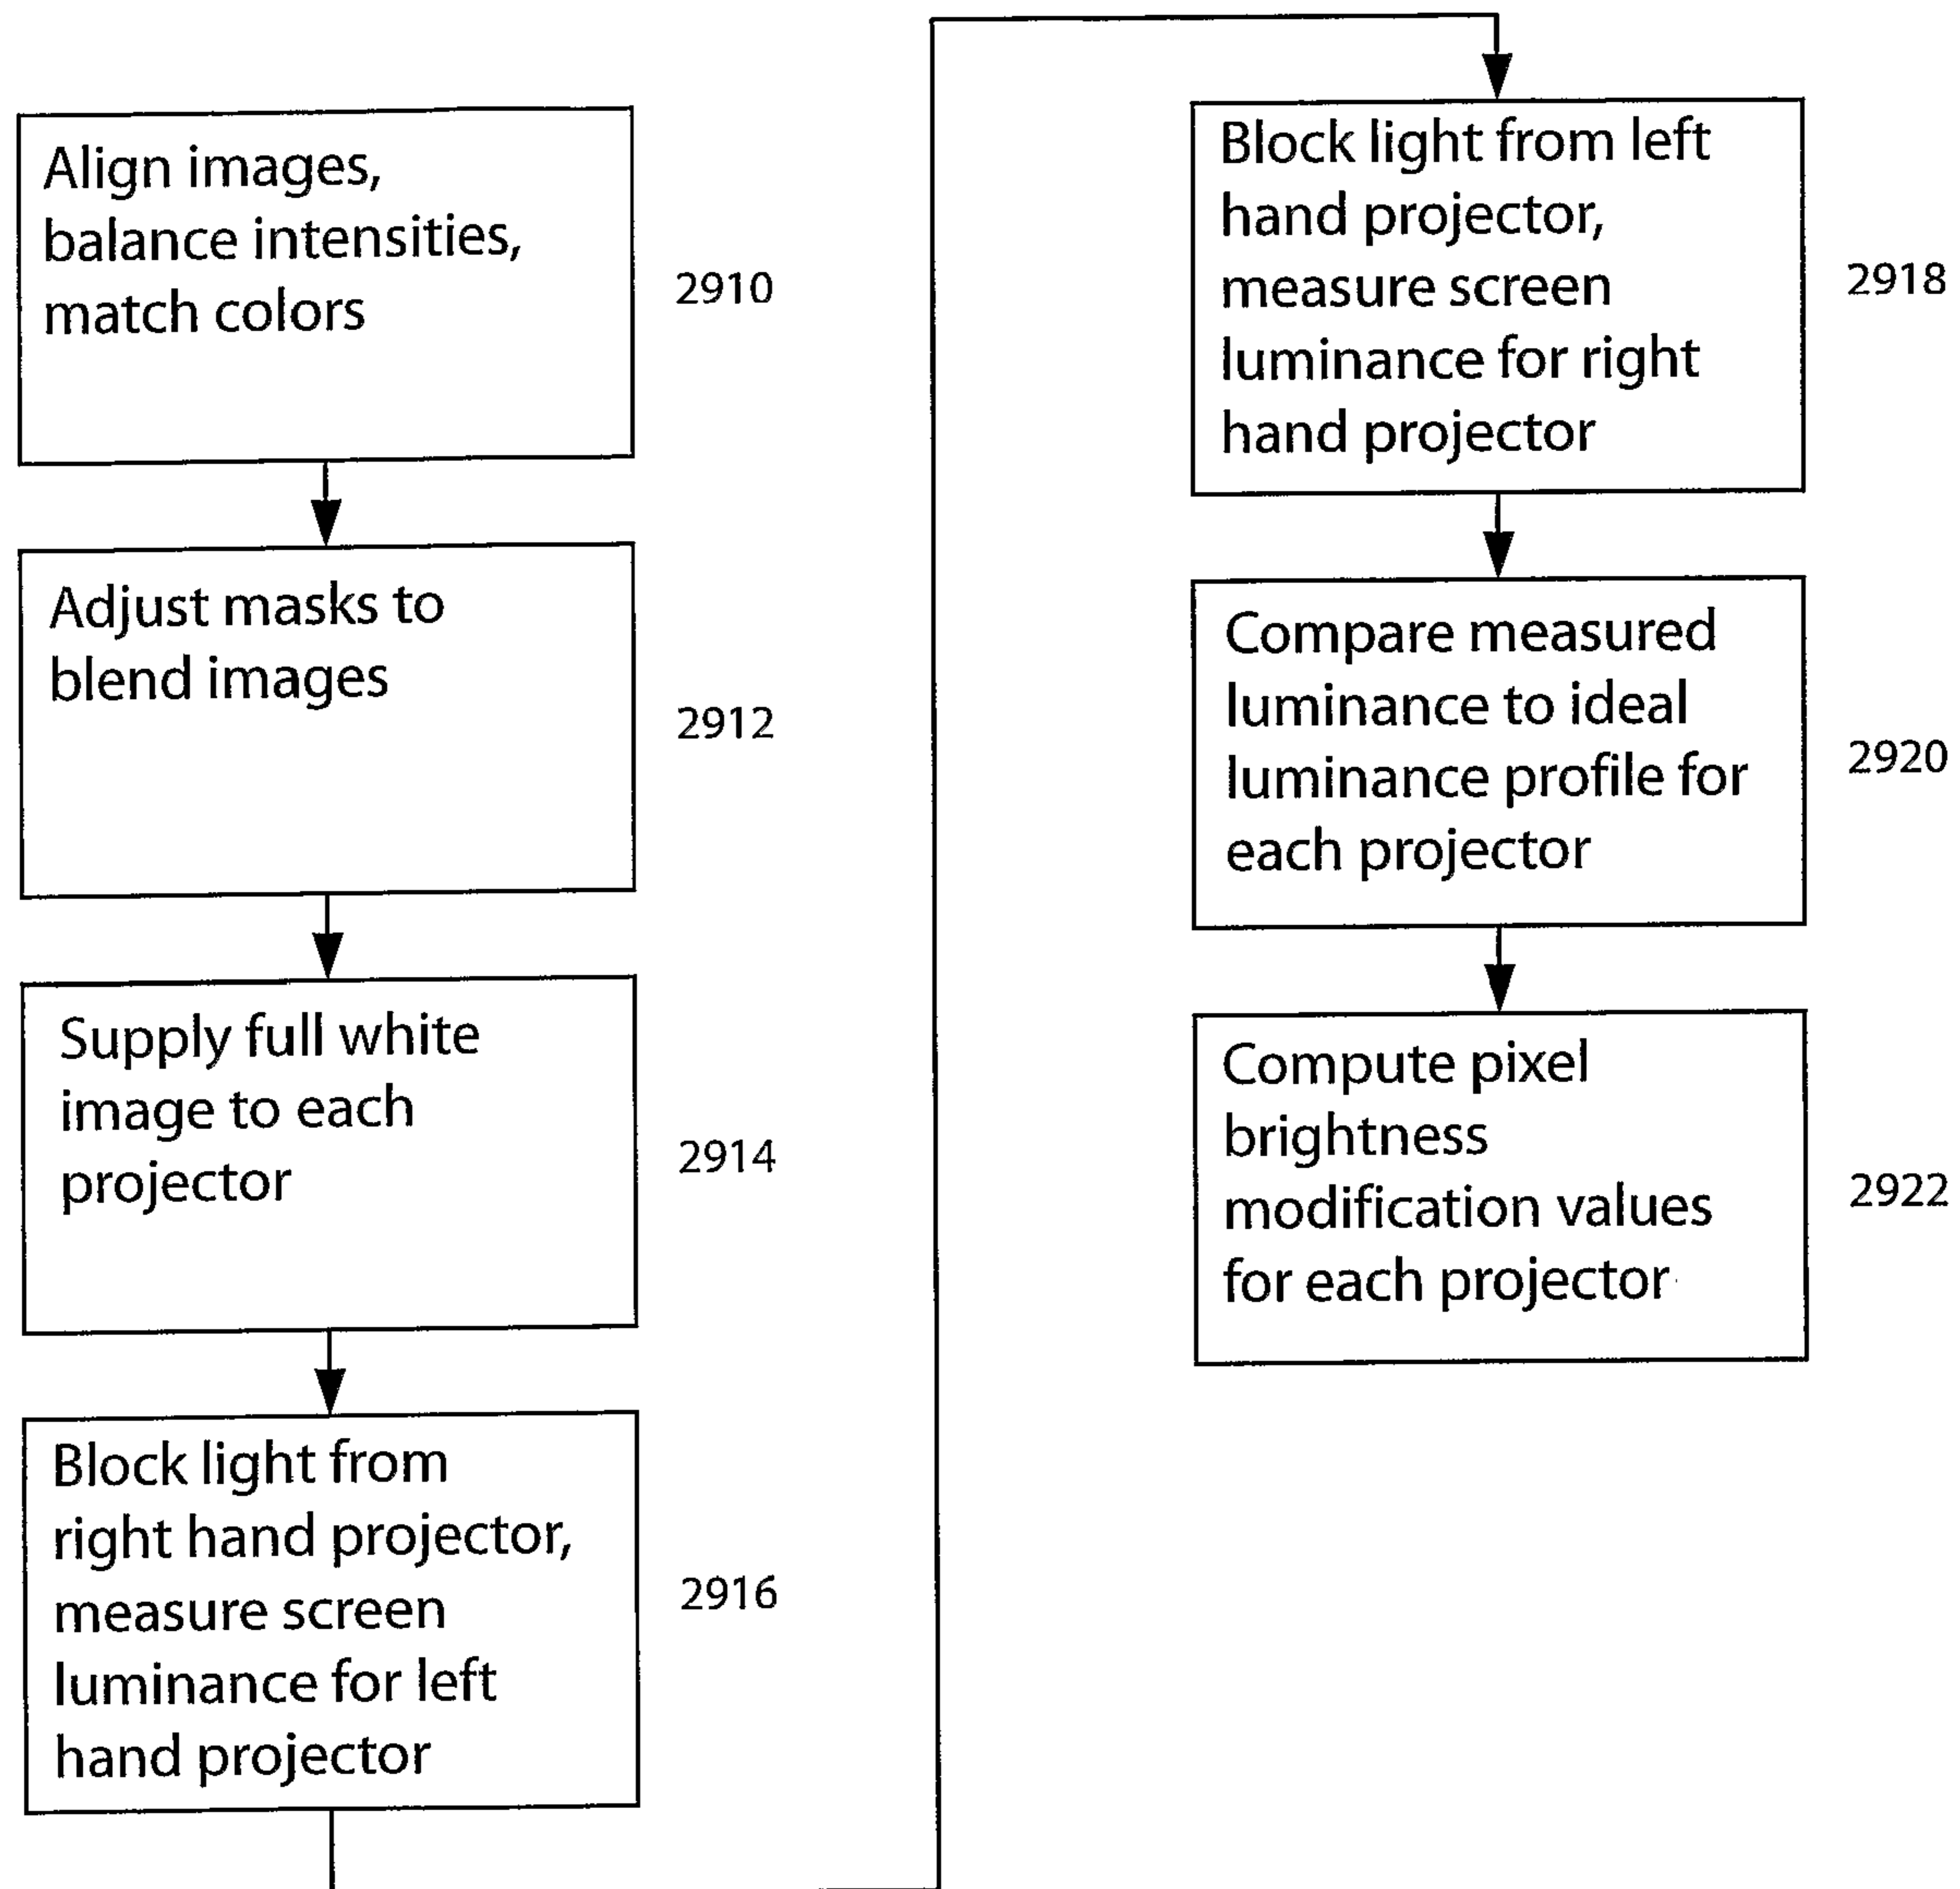 Align images,
balance intensities,
match colors
2910
Adjust masks to
blend images
2912
Supply full white
image to each
projector
2914
Block light from
right hand projector,
measure screen
luminance for left
hand projector
2916
Block light from left
hand projector,
measure screen
luminance for right
hand projector
2918
Compare measured
luminance to ideal
luminance profile for
each projector
2920
Compute pixel
brightness
modification values
for each projector
2922